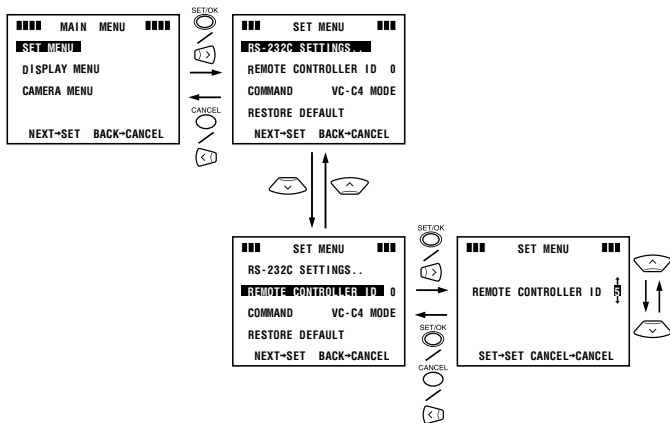 MAIN MENU
SET MENU
DISPLAY MENU
CAMERA MENU
NEXT→SET BACK→CANCEL
SET/OK
CANCEL
SET MENU
RS-232C SETTINGS..
REMOTE CONTROLLER ID 0
COMMAND VC-C4 MODE
RESTORE DEFAULT
NEXT→SET BACK→CANCEL
SET MENU
RS-232C SETTINGS..
REMOTE CONTROLLER ID 0
COMMAND VC-C4 MODE
RESTORE DEFAULT
NEXT→SET BACK→CANCEL
SET/OK
SET/OK
CANCEL
SET MENU
REMOTE CONTROLLER ID 5
SET→SET CANCEL→CANCEL